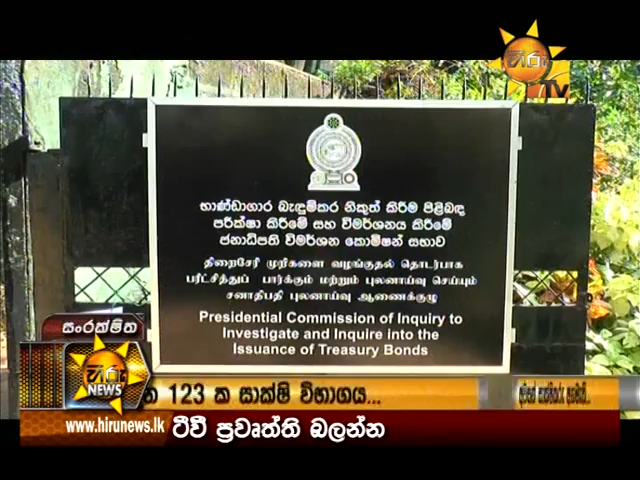 හිරු
TV
භාණ්ඩාගාර බැඳුම්කර නිකුත් කිරීම පිළිබඳ
පරීක්ෂා කිරීමේ සහ විමර්ශනය කිරීමේ
ජනාධිපති විමර්ශන කොමිෂන් සභාව
திறைசேரி முறிகளை வழங்குதல் தொடர்பாக
பரீட்சித்துப் பார்க்கும் மற்றும் புலனாய்வு செய்யும்
சனாதிபதி புலனாய்வு ஆணைக்குழு
Presidential Commission of Inquiry to
Investigate and Inquire into the
Issuance of Treasury Bonds
සංරක්ෂිත
හිරු
NEWS
123 ක සාක්ෂි විභාගය...
www.hirunews.lk ටීවී ප්‍රවෘත්ති බලන්න